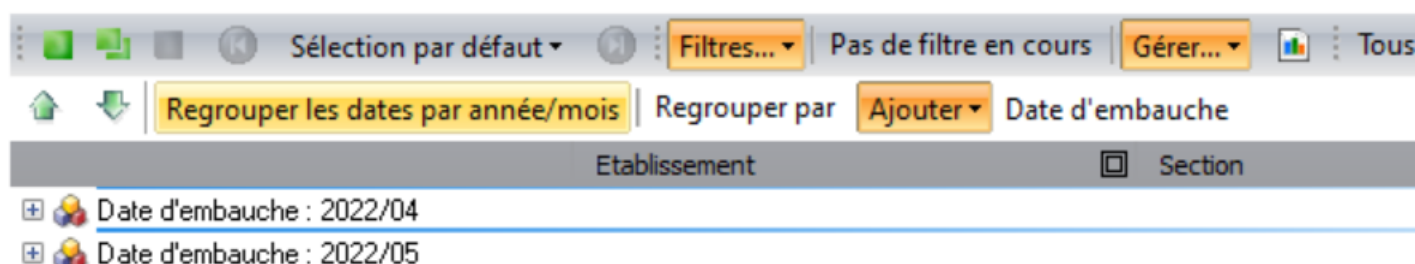 Sélection par défaut Filtres... Pas de filtre en cours Gérer... Tous
Regrouper les dates par année/mois Regrouper par Ajouter Date d'embauche
Etablissement Section
Date d'embauche : 2022/04
Date d'embauche : 2022/05